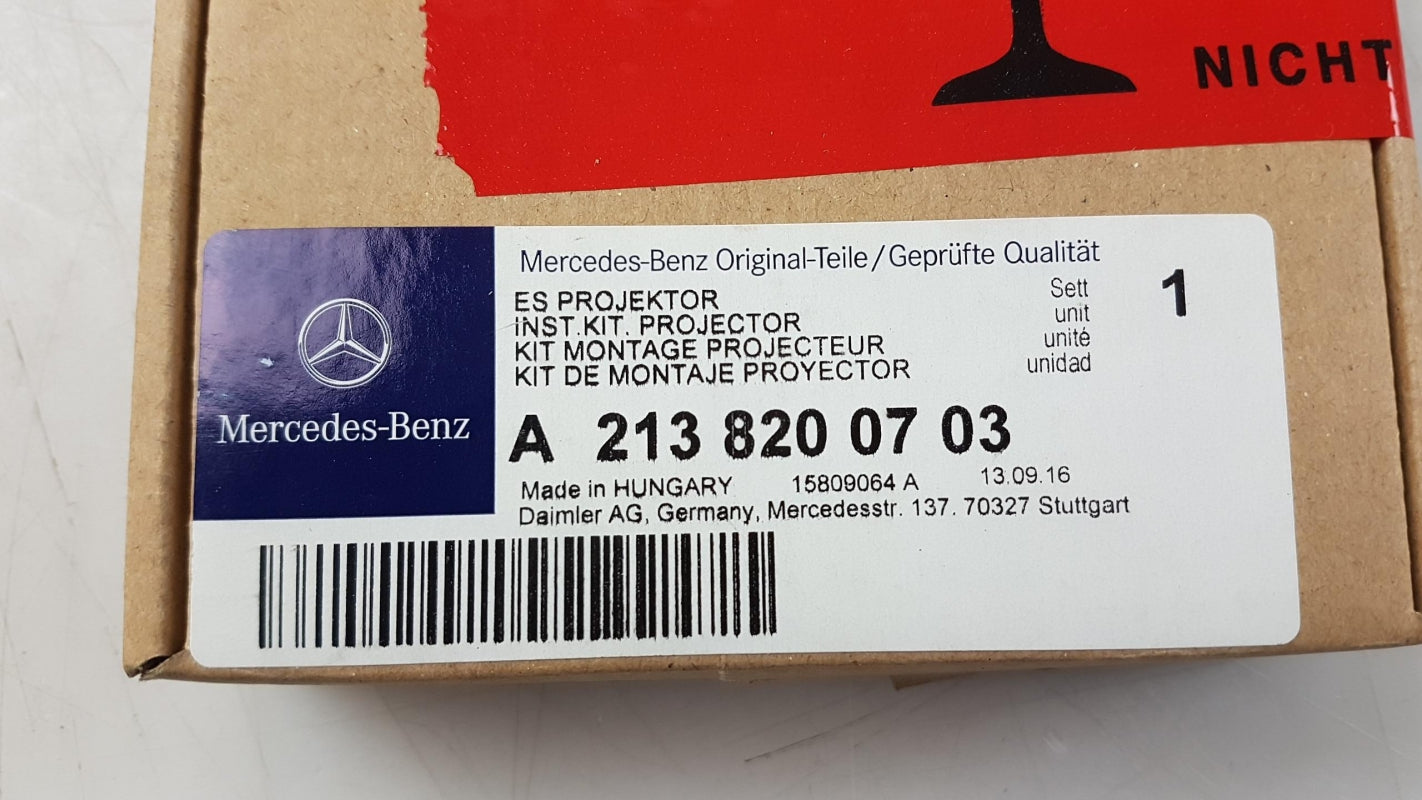 NICHT
Mercedes-Benz Original-Teile/Geprüfte Qualität
ES PROJEKTOR
INST.KIT. PROJECTOR
KIT MONTAGE PROJECTEUR
KIT DE MONTAJE PROYECTOR
Sett
unit
unité
unidad
1
Mercedes-Benz
A 213 820 07 03
Made in HUNGARY 15809064 A 13.09.16
Daimler AG, Germany, Mercedesstr. 137. 70327 Stuttgart